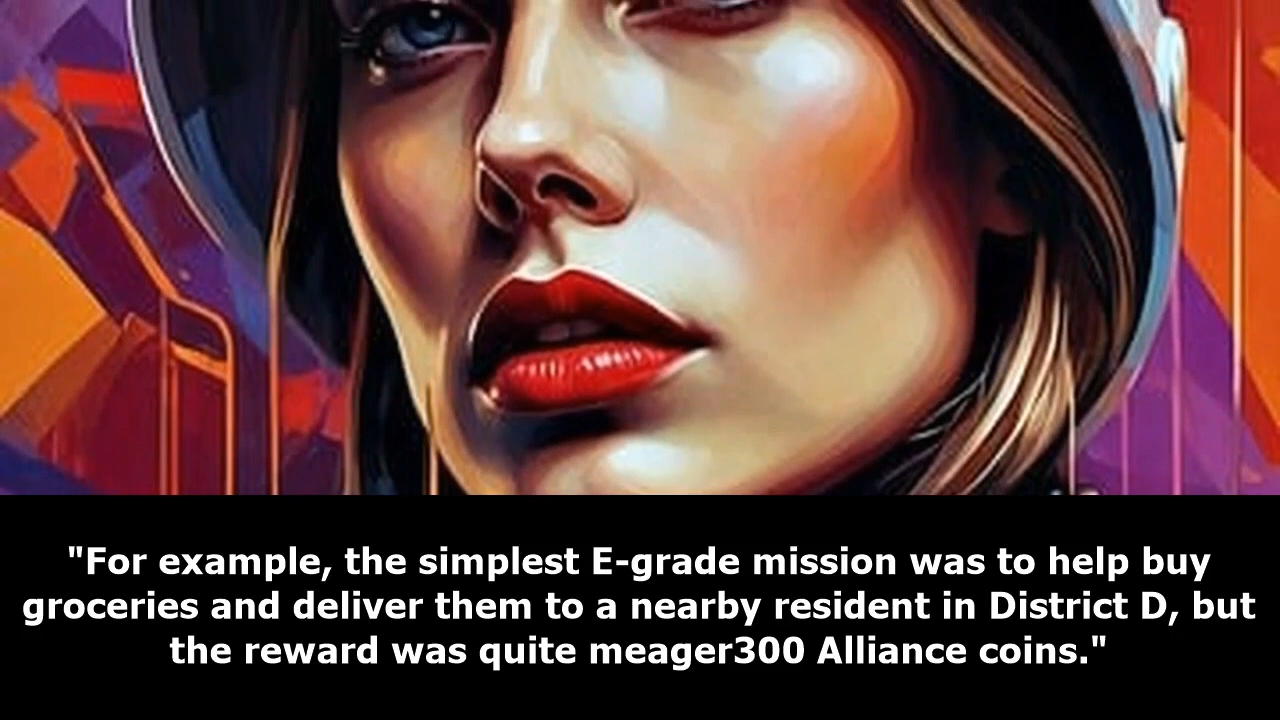 "For example, the simplest E-grade mission was to help buy
groceries and deliver them to a nearby resident in District D, but
the reward was quite meager300 Alliance coins."